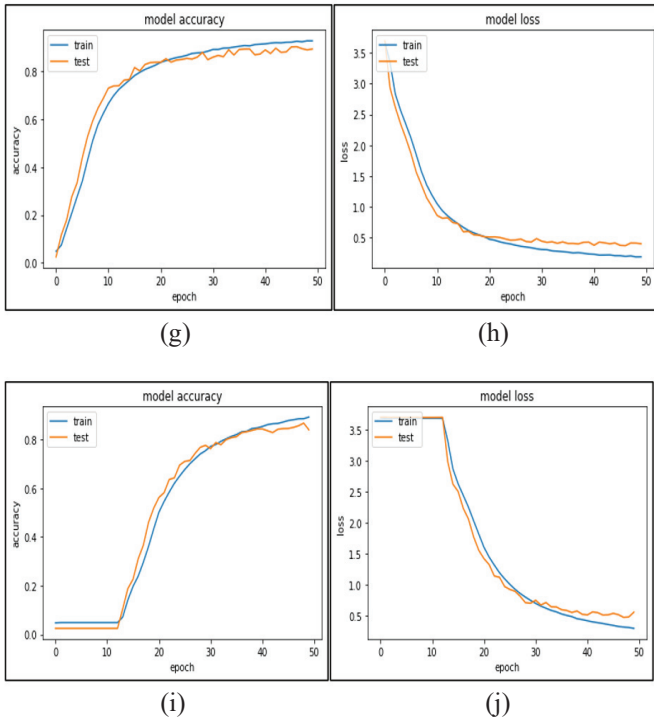 model accuracy
train
test
accuracy
0.8
0.6
0.4
0.2
0.0
0 10 20 30 40 50
epoch
(g)
model loss
train
test
loss
3.5
3.0
2.5
2.0
1.5
1.0
0.5
0 10 20 30 40 50
epoch
(h)
model accuracy
train
test
accuracy
0.8
0.6
0.4
0.2
0.0
0 10 20 30 40 50
epoch
(i)
model loss
train
test
loss
3.5
3.0
2.5
2.0
1.5
1.0
0.5
0 10 20 30 40 50
epoch
(j)